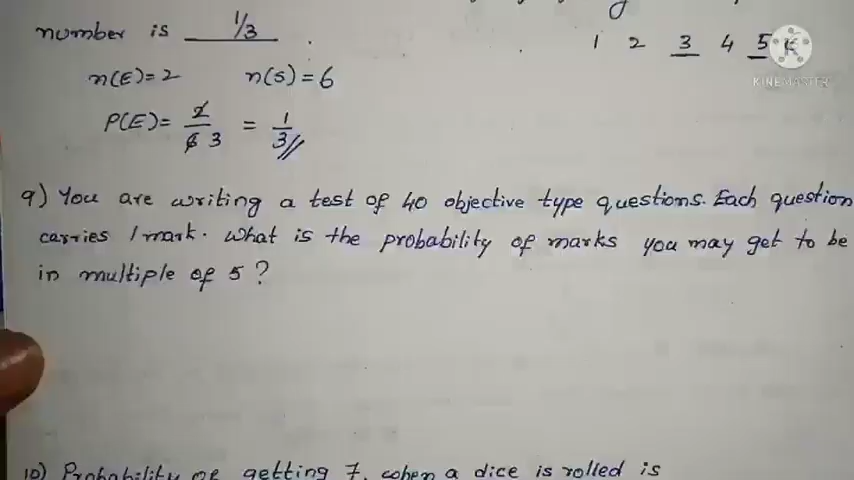 number is 1/3 .
1 2 3 4 5
KINEMASTER
n(E)=2 n(S)=6
P(E)= 2/6 3 = 1/3 //
9) You are writing a test of 40 objective type questions. Each question
carries 1 mark. What is the probability of marks you may get to be
in multiple of 5 ?
10) Probability of getting 7, when a dice is rolled is